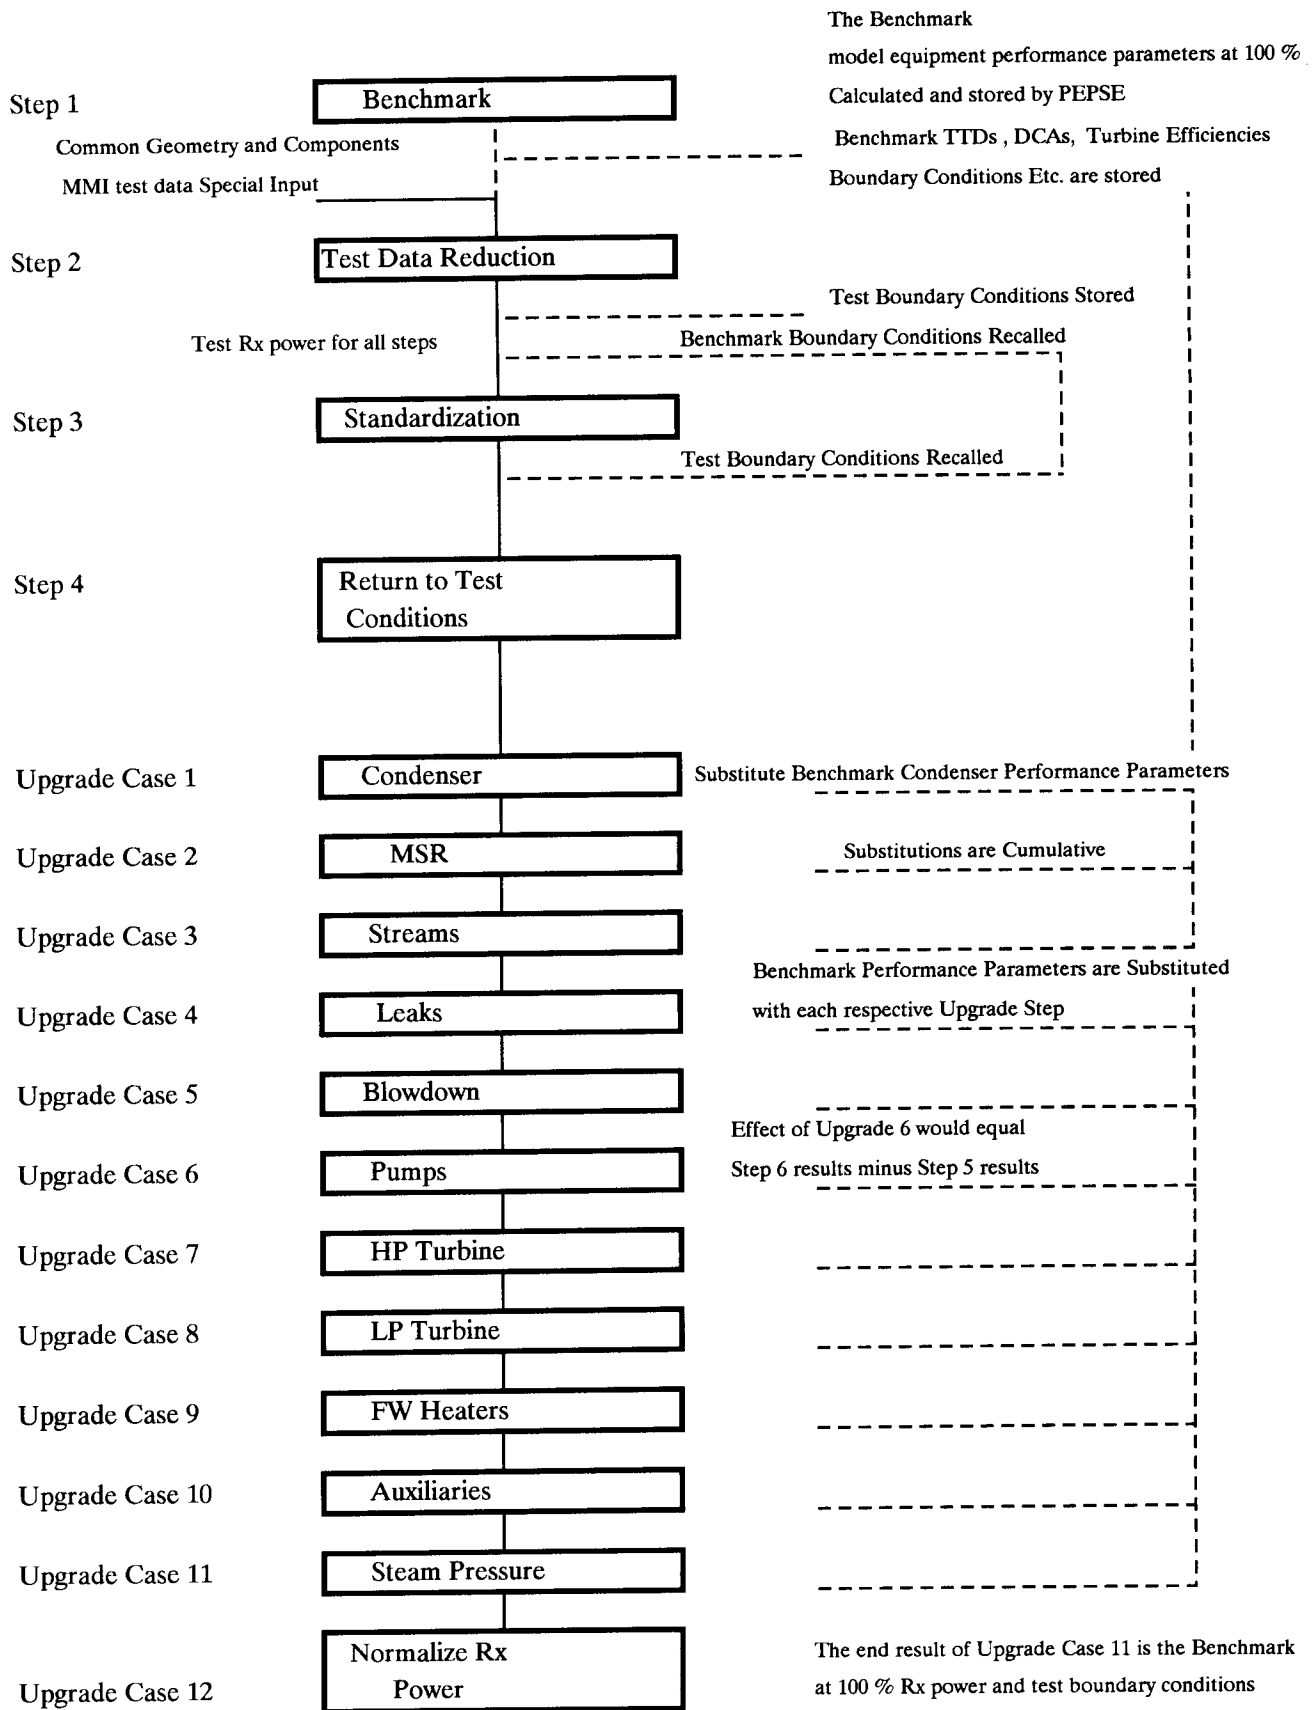 The Benchmark
model equipment performance parameters at 100 %
Step 1
Benchmark
Calculated and stored by PEPSE
Common Geometry and Components
Benchmark TTDs , DCAs, Turbine Efficiencies
MMI test data Special Input
Boundary Conditions Etc. are stored
Step 2
Test Data Reduction
Test Boundary Conditions Stored
Test Rx power for all steps
Benchmark Boundary Conditions Recalled
Step 3
Standardization
Test Boundary Conditions Recalled
Step 4
Return to Test
Conditions
Upgrade Case 1
Condenser
Substitute Benchmark Condenser Performance Parameters
Upgrade Case 2
MSR
Substitutions are Cumulative
Upgrade Case 3
Streams
Benchmark Performance Parameters are Substituted
Upgrade Case 4
Leaks
with each respective Upgrade Step
Upgrade Case 5
Blowdown
Effect of Upgrade 6 would equal
Upgrade Case 6
Pumps
Step 6 results minus Step 5 results
Upgrade Case 7
HP Turbine
Upgrade Case 8
LP Turbine
Upgrade Case 9
FW Heaters
Upgrade Case 10
Auxiliaries
Upgrade Case 11
Steam Pressure
Normalize Rx
Power
The end result of Upgrade Case 11 is the Benchmark
Upgrade Case 12
at 100 % Rx power and test boundary conditions